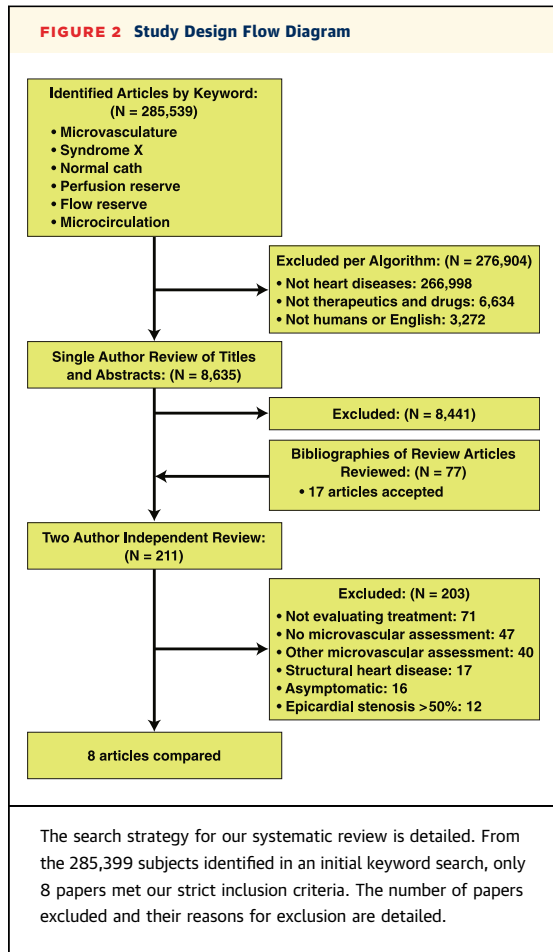 FIGURE 2 Study Design Flow Diagram
Identified Articles by Keyword:
(N = 285,539)
• Microvasculature
• Syndrome X
• Normal cath
• Perfusion reserve
• Flow reserve
• Microcirculation
Excluded per Algorithm: (N = 276,904)
• Not heart diseases: 266,998
• Not therapeutics and drugs: 6,634
• Not humans or English: 3,272
Single Author Review of Titles
and Abstracts: (N = 8,635)
Excluded: (N = 8,441)
Bibliographies of Review Articles
Reviewed: (N = 77)
• 17 articles accepted
Two Author Independent Review:
(N = 211)
Excluded: (N = 203)
• Not evaluating treatment: 71
• No microvascular assessment: 47
• Other microvascular assessment: 40
• Structural heart disease: 17
• Asymptomatic: 16
• Epicardial stenosis >50%: 12
8 articles compared
The search strategy for our systematic review is detailed. From
the 285,399 subjects identified in an initial keyword search, only
8 papers met our strict inclusion criteria. The number of papers
excluded and their reasons for exclusion are detailed.